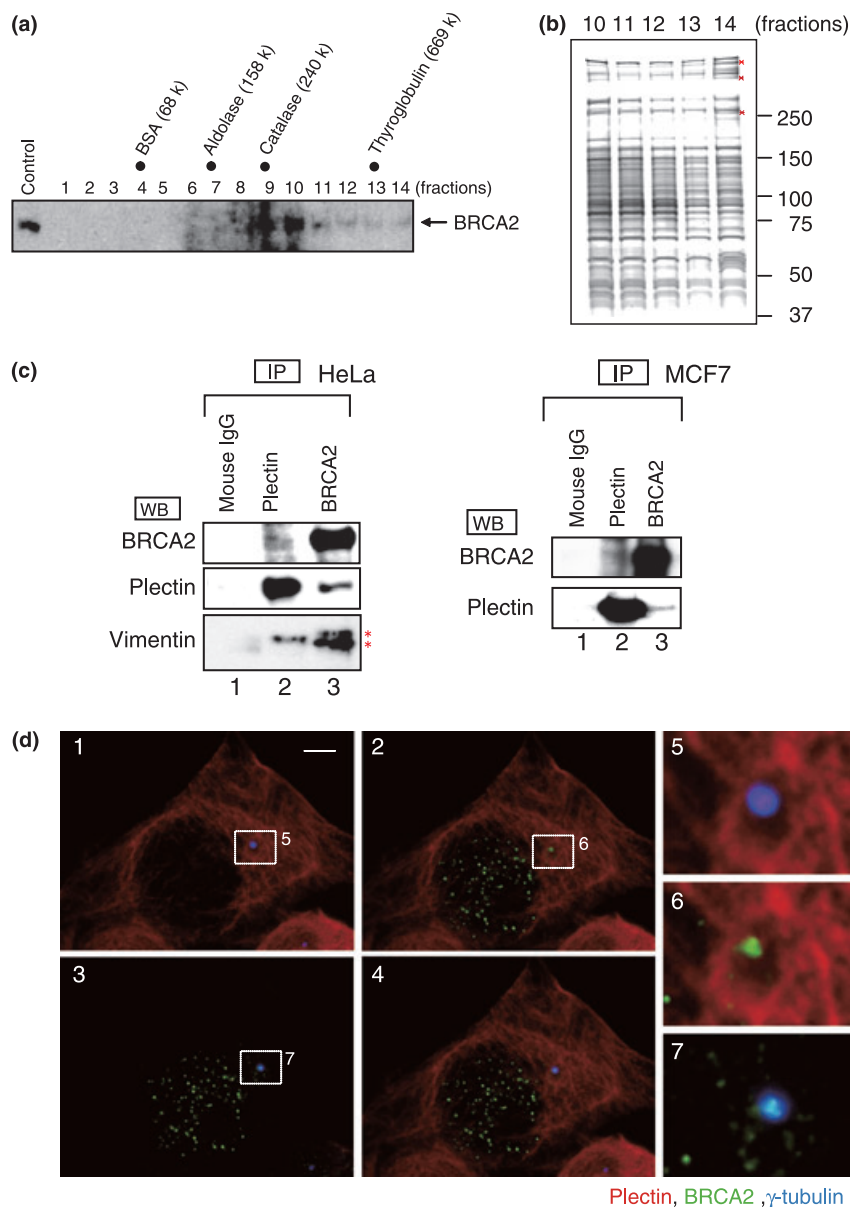 (a)
BSA (68 k)
Aldolase (158 k)
Catalase (240 k)
Thyroglobulin (669 k)
Control 1 2 3 4 5 6 7 8 9 10 11 12 13 14 (fractions)
BRCA2
(b)
10 11 12 13 14 (fractions)
250
150
100
75
50
37
(c)
IP HeLa
Mouse IgG
Plectin
BRCA2
WB
BRCA2
Plectin
Vimentin
*
*
1 2 3
IP MCF7
Mouse IgG
Plectin
BRCA2
WB
BRCA2
Plectin
1 2 3
(d)
1
5
2
6
3
7
4
5
6
7
Plectin, BRCA2 ,γ-tubulin